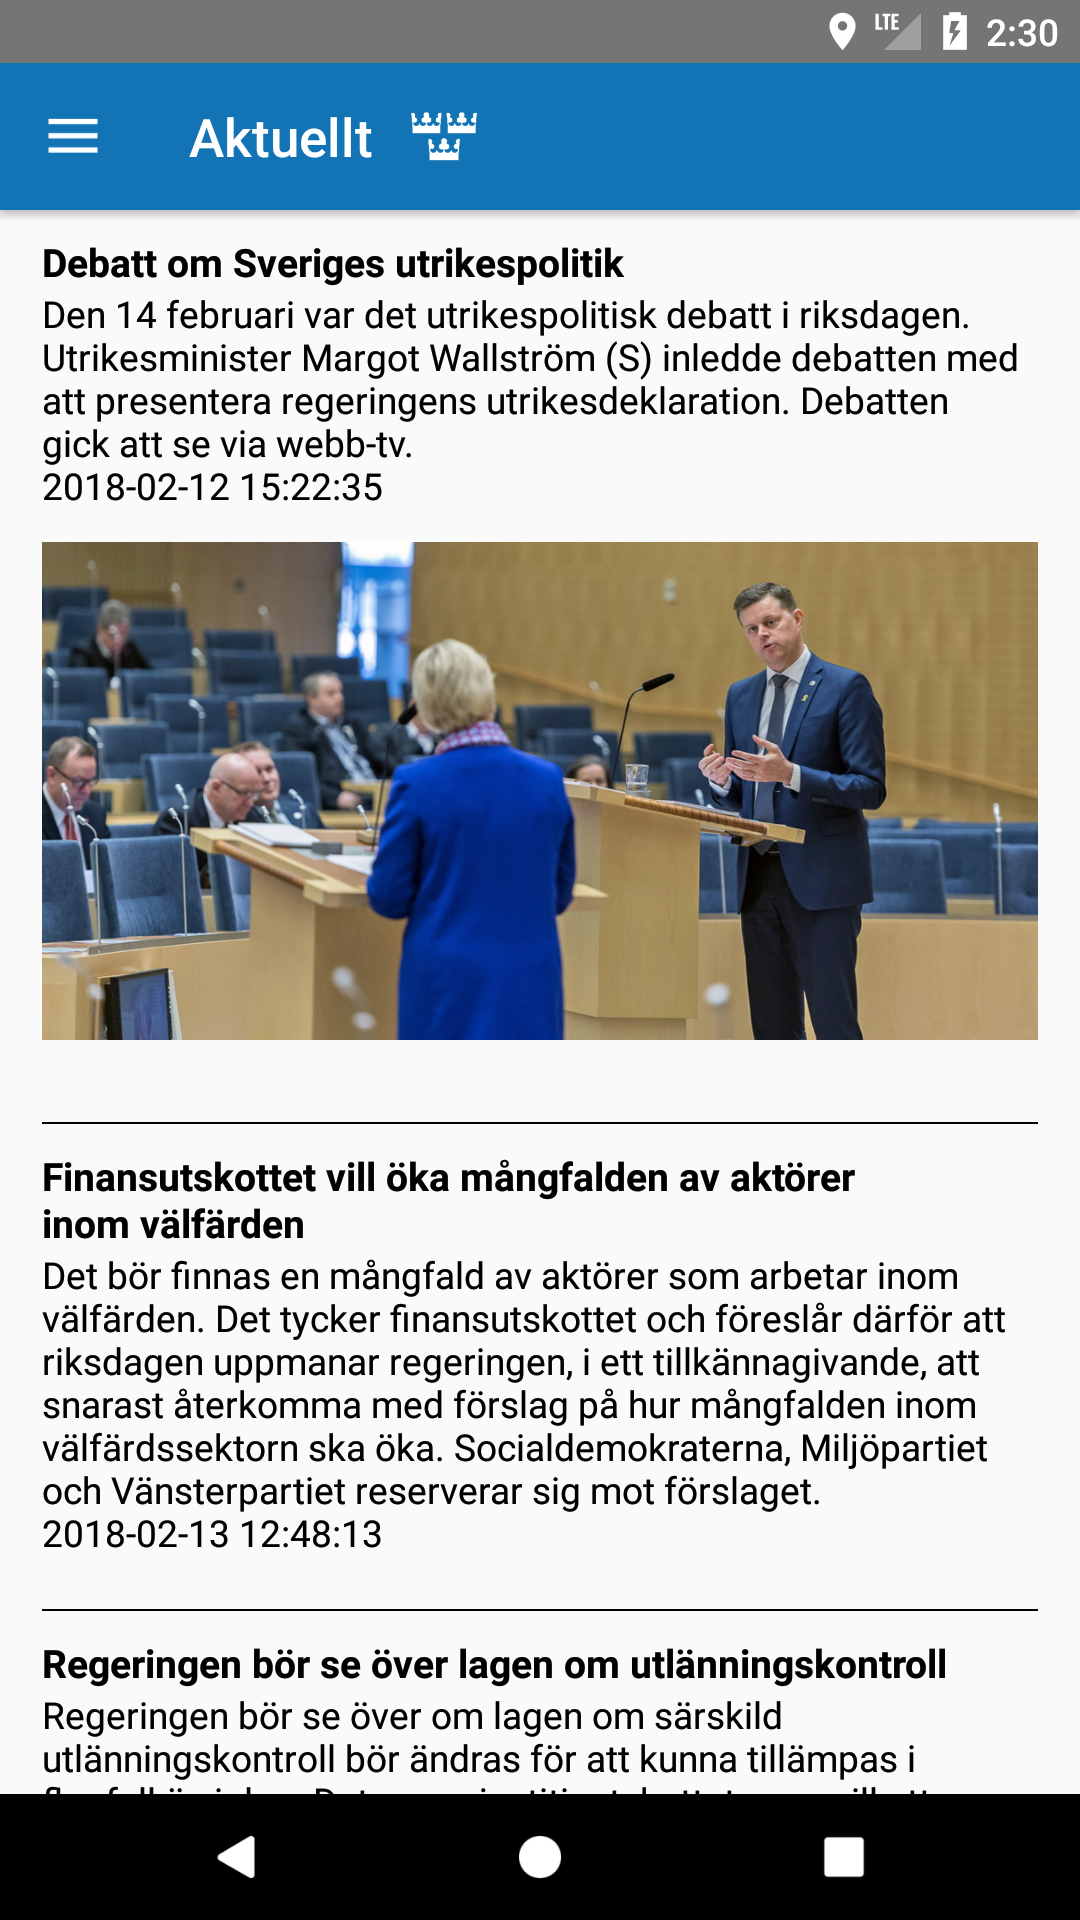 LTE 2:30
Aktuellt
Debatt om Sveriges utrikespolitik
Den 14 februari var det utrikespolitisk debatt i riksdagen.
Utrikesminister Margot Wallström (S) inledde debatten med
att presentera regeringens utrikesdeklaration. Debatten
gick att se via webb-tv.
2018-02-12 15:22:35
Finansutskottet vill öka mångfalden av aktörer
inom välfärden
Det bör finnas en mångfald av aktörer som arbetar inom
välfärden. Det tycker finansutskottet och föreslår därför att
riksdagen uppmanar regeringen, i ett tillkännagivande, att
snarast återkomma med förslag på hur mångfalden inom
välfärdssektorn ska öka. Socialdemokraterna, Miljöpartiet
och Vänsterpartiet reserverar sig mot förslaget.
2018-02-13 12:48:13
Regeringen bör se över lagen om utlänningskontroll
Regeringen bör se över om lagen om särskild
utlänningskontroll bör ändras för att kunna tillämpas i